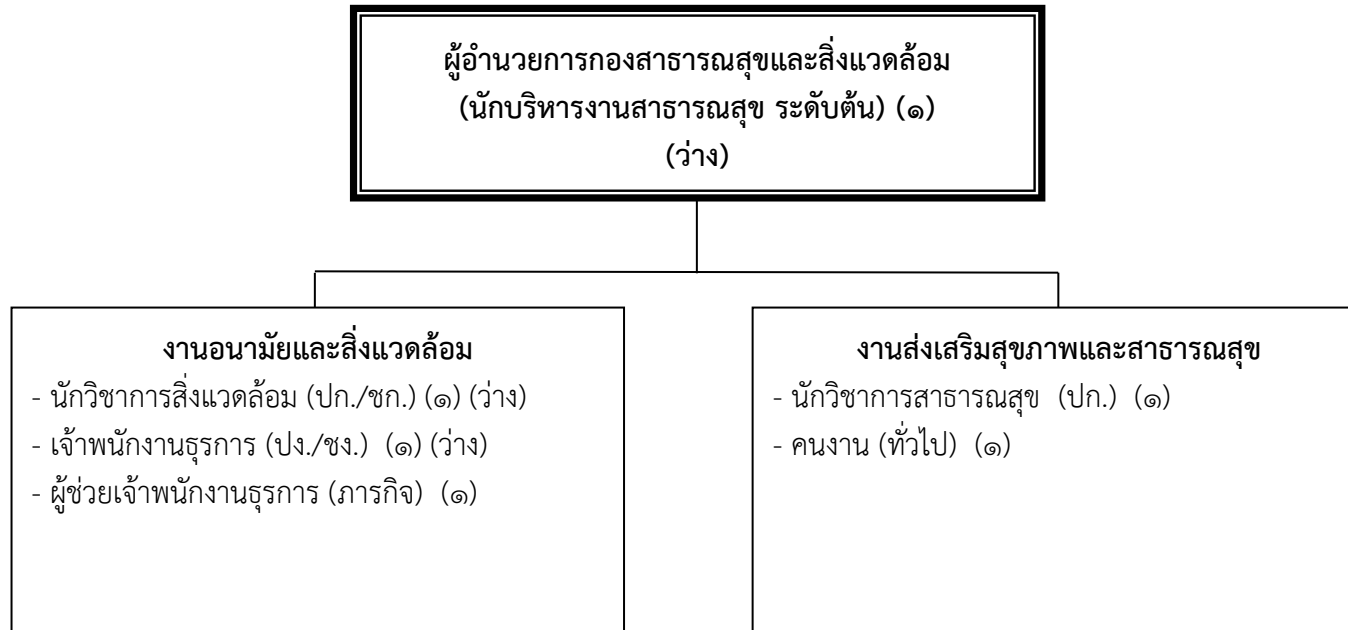 ผู้อำนวยการกองสาธารณสุขและสิ่งแวดล้อม
(นักบริหารงานสาธารณสุข ระดับต้น) (๑)
(ว่าง)
งานอนามัยและสิ่งแวดล้อม
- นักวิชาการสิ่งแวดล้อม (ปก./ชก.) (๑) (ว่าง)
- เจ้าพนักงานธุรการ (ปง./ชง.) (๑) (ว่าง)
- ผู้ช่วยเจ้าพนักงานธุรการ (ภารกิจ) (๑)
งานส่งเสริมสุขภาพและสาธารณสุข
- นักวิชาการสาธารณสุข (ปก.) (๑)
- คนงาน (ทั่วไป) (๑)